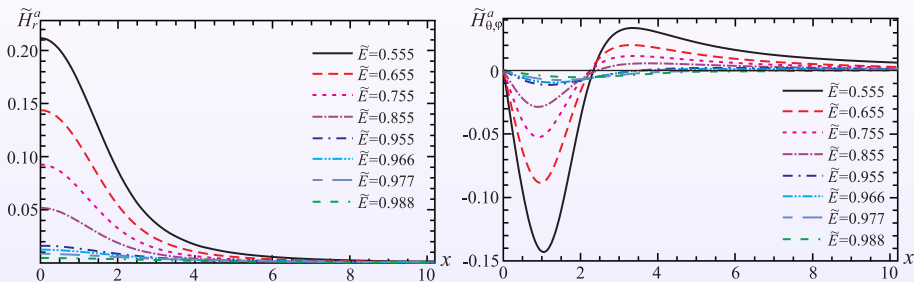 H̃ᵃᵣ
0.20
0.15
0.10
0.05
0 2 4 6 8 10 x
Ẽ=0.555
Ẽ=0.655
Ẽ=0.755
Ẽ=0.855
Ẽ=0.955
Ẽ=0.966
Ẽ=0.977
Ẽ=0.988
H̃ᵃ_θ,φ
0
-0.05
-0.10
-0.15
0 2 4 6 8 10 x
Ẽ=0.555
Ẽ=0.655
Ẽ=0.755
Ẽ=0.855
Ẽ=0.955
Ẽ=0.966
Ẽ=0.977
Ẽ=0.988